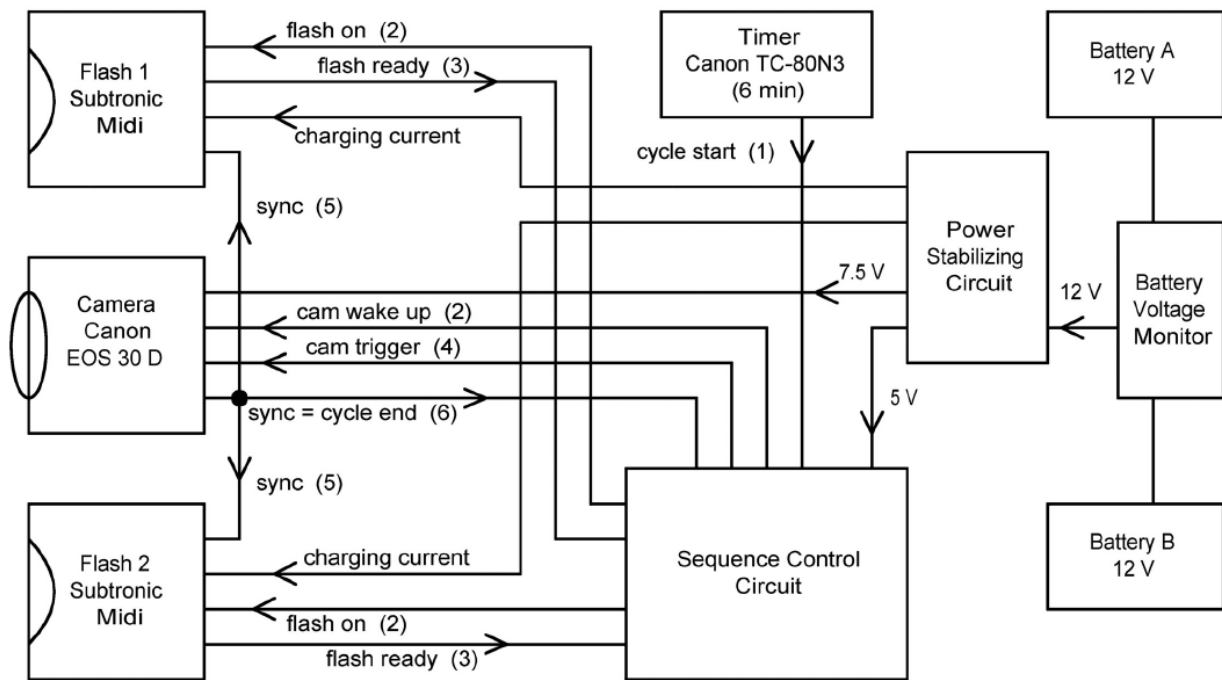 flash on (2)
flash ready (3)
charging current
Flash 1
Subtronic
Midi
sync (5)
Timer
Canon TC-80N3
(6 min)
cycle start (1)
Battery A
12 V
Power
Stabilizing
Circuit
7.5 V
12 V
5 V
Battery
Voltage
Monitor
Camera
Canon
EOS 30 D
cam wake up (2)
cam trigger (4)
sync = cycle end (6)
sync (5)
Flash 2
Subtronic
Midi
charging current
flash on (2)
flash ready (3)
Sequence Control
Circuit
Battery B
12 V